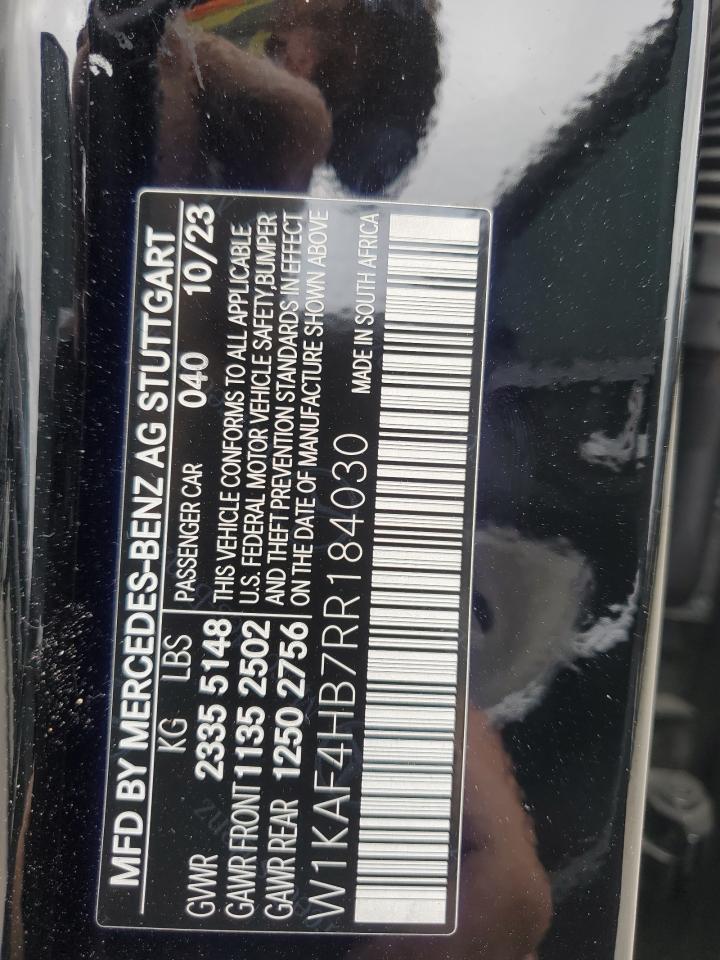 MFD BY MERCEDES-BENZ AG STUTTGART
KG LBS
GVWR 2335 5148
GAWR FRONT 1135 2502
GAWR REAR 1250 2756
PASSENGER CAR 040 10/23
THIS VEHICLE CONFORMS TO ALL APPLICABLE
U.S. FEDERAL MOTOR VEHICLE SAFETY,BUMPER
AND THEFT PREVENTION STANDARDS IN EFFECT
ON THE DATE OF MANUFACTURE SHOWN ABOVE
W1KAF4HB7RR184030 MADE IN SOUTH AFRICA